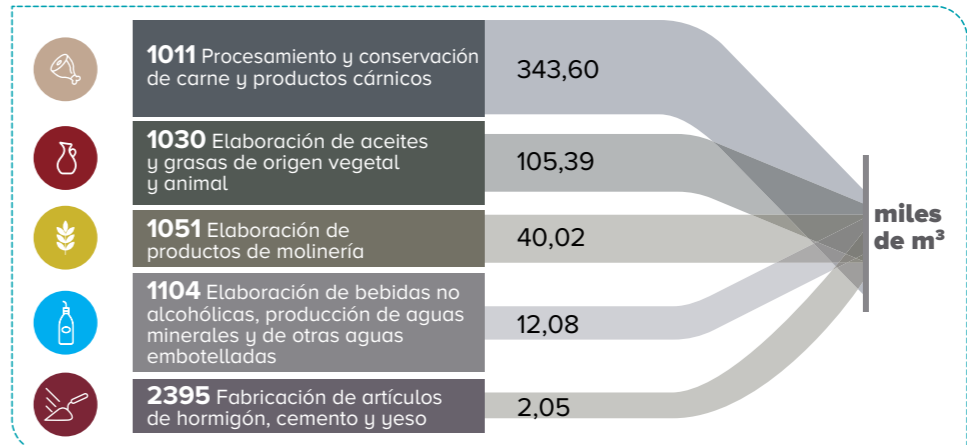 1011 Procesamiento y conservación
de carne y productos cárnicos
343,60
1030 Elaboración de aceites
y grasas de origen vegetal
y animal
105,39
1051 Elaboración de
productos de molinería
40,02
1104 Elaboración de bebidas no
alcohólicas, producción de aguas
minerales y de otras aguas
embotelladas
12,08
2395 Fabricación de artículos
de hormigón, cemento y yeso
2,05
miles
de m³